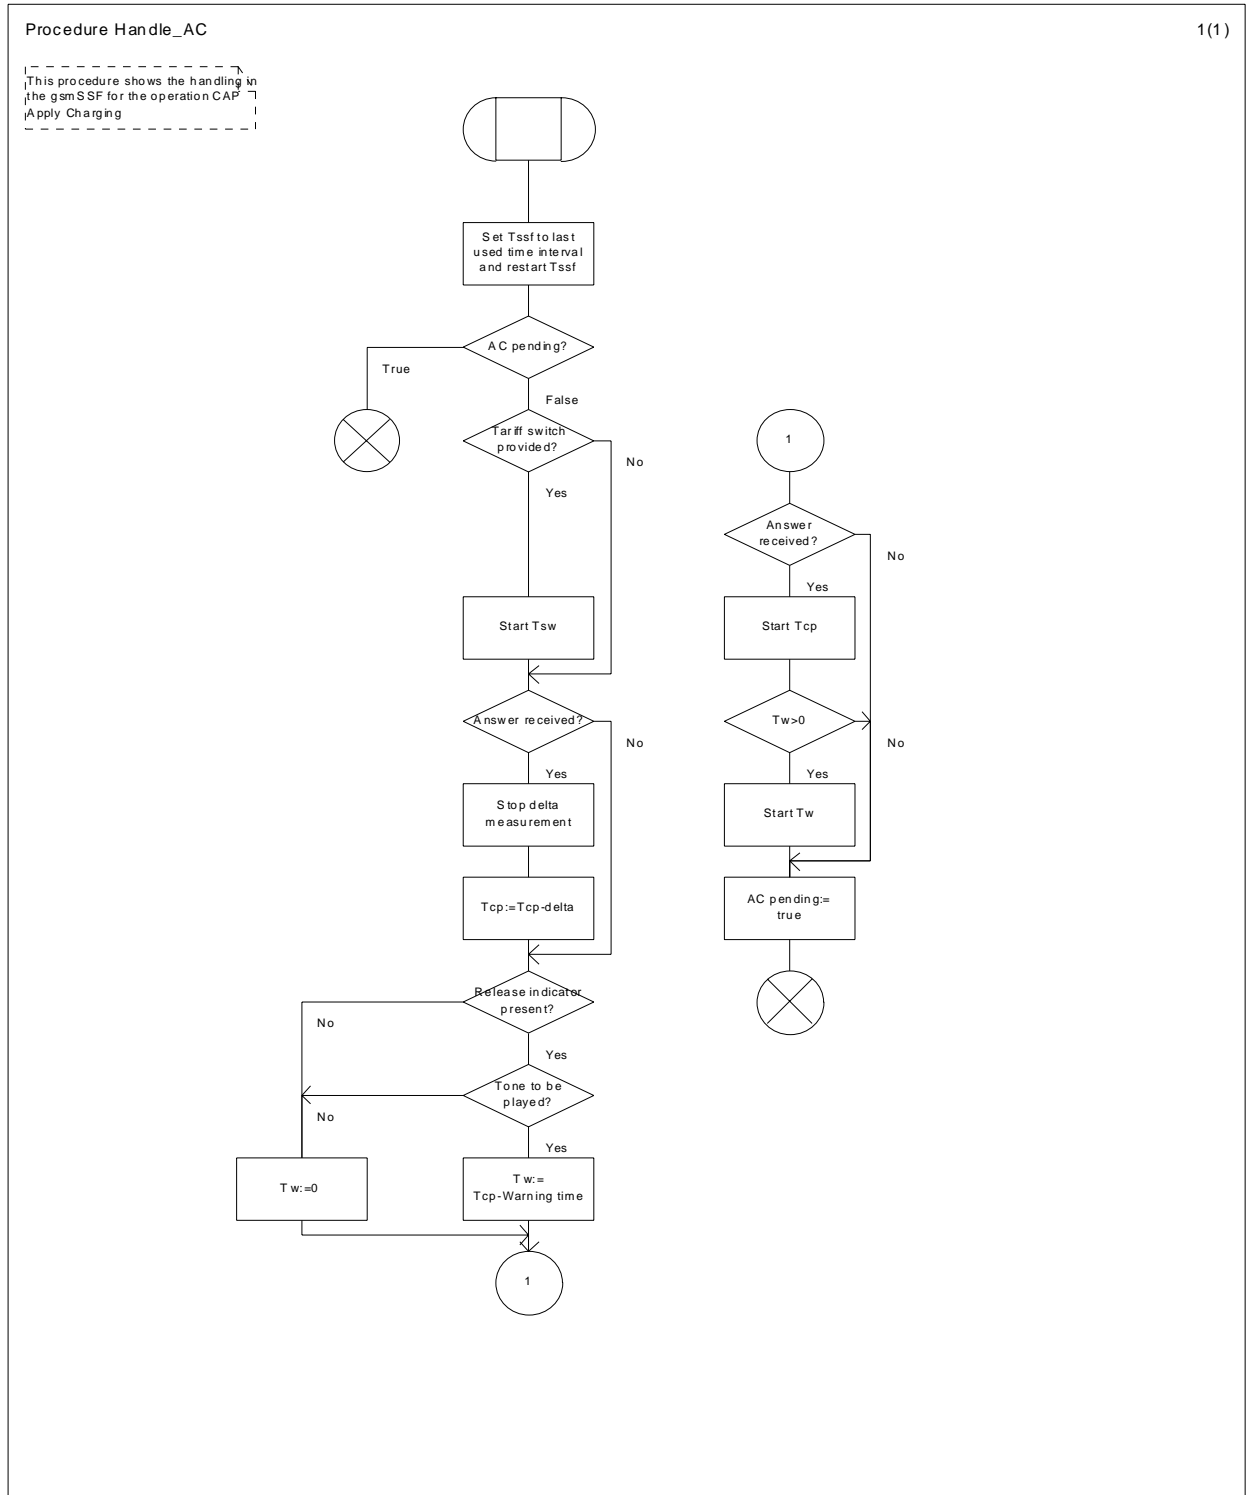 Procedure Handle_AC
1(1)
This procedure shows the handling in
the gsmSSF for the operation CAP
Apply Charging
Set Tssf to last
used time interval
and restart Tssf
AC pending?
True
False
Tariff switch
provided?
No
Yes
Start Tsw
Answer received?
No
Yes
Stop delta
measurement
Tcp:=Tcp-delta
Release indicator
present?
No
Yes
Tone to be
played?
No
Yes
Tw:=0
Tw:=
Tcp-Warning time
1
1
Answer
received?
No
Yes
Start Tcp
Tw>0
No
Yes
Start Tw
AC pending:=
true